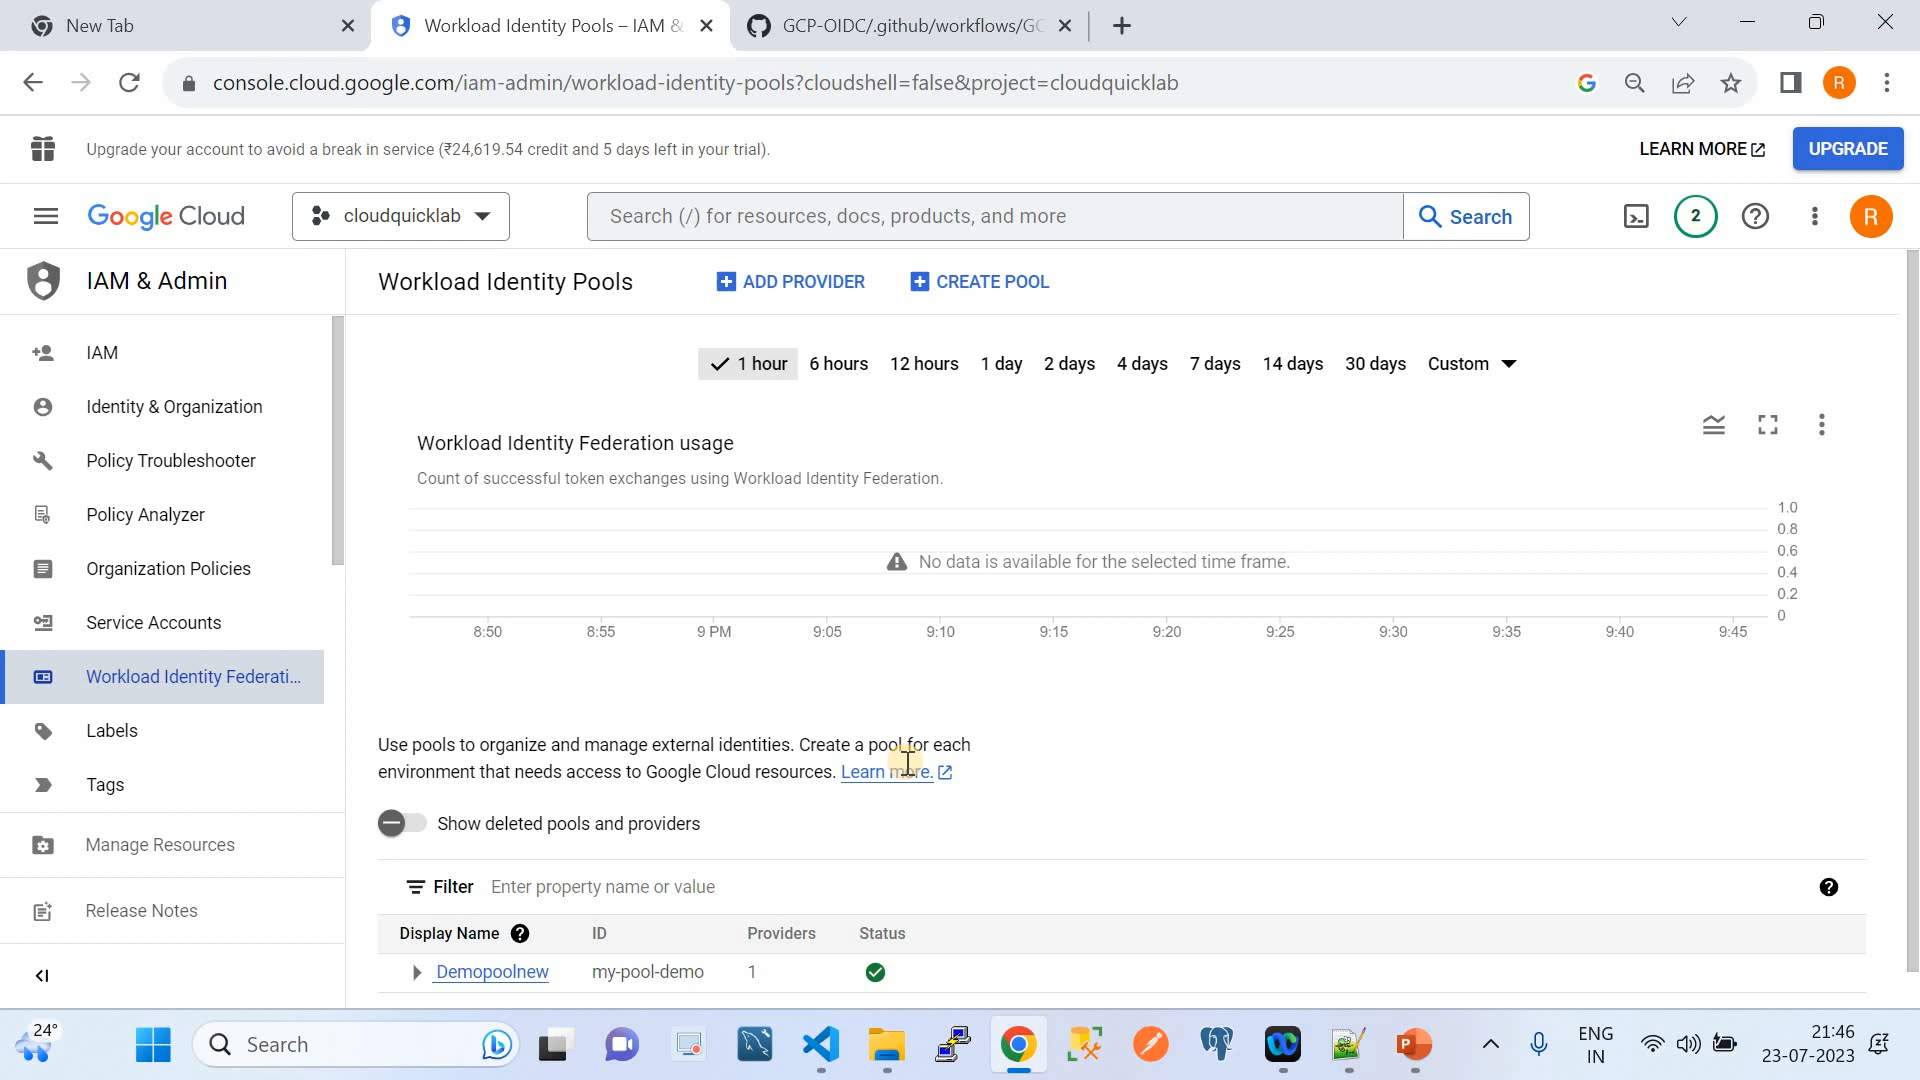 New Tab
Workload Identity Pools – IAM &
GCP-OIDC/.github/workflows/GC
console.cloud.google.com/iam-admin/workload-identity-pools?cloudshell=false&project=cloudquicklab
R
Upgrade your account to avoid a break in service (₹24,619.54 credit and 5 days left in your trial).
LEARN MORE
UPGRADE
Google Cloud
cloudquicklab
Search (/) for resources, docs, products, and more
Search
2
R
IAM & Admin
Workload Identity Pools
ADD PROVIDER
CREATE POOL
IAM
Identity & Organization
Policy Troubleshooter
Policy Analyzer
Organization Policies
Service Accounts
Workload Identity Federati...
Labels
Tags
Manage Resources
Release Notes
1 hour 6 hours 12 hours 1 day 2 days 4 days 7 days 14 days 30 days Custom
Workload Identity Federation usage
Count of successful token exchanges using Workload Identity Federation.
1.0
0.8
No data is available for the selected time frame.
0.6
0.4
0.2
0
8:50 8:55 9 PM 9:05 9:10 9:15 9:20 9:25 9:30 9:35 9:40 9:45
Use pools to organize and manage external identities. Create a pool for each
environment that needs access to Google Cloud resources. Learn more.
Show deleted pools and providers
Filter Enter property name or value
Display Name ID Providers Status
Demopoolnew my-pool-demo 1
24°
Search
ENG
IN
21:46
23-07-2023